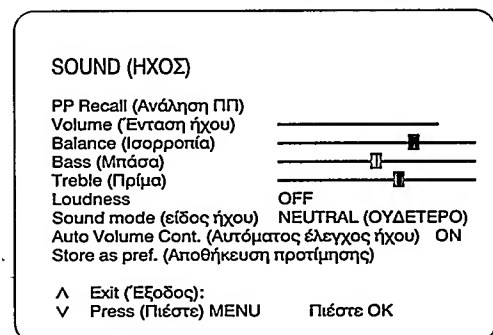 SOUND (ΗΧΟΣ)
PP Recall (Ανάληση ΠΠ)
Volume (Ένταση ήχου)
Balance (Ισορροπία)
Bass (Μπάσα)
Treble (Πρίμα)
Loudness OFF
Sound mode (είδος ήχου) NEUTRAL (ΟΥΔΕΤΕΡΟ)
Auto Volume Cont. (Αυτόματος έλεγχος ήχου) ON
Store as pref. (Αποθήκευση προτίμησης)
Λ Exit (Έξοδος):
V Press (Πιέστε) MENU Πιέστε OK